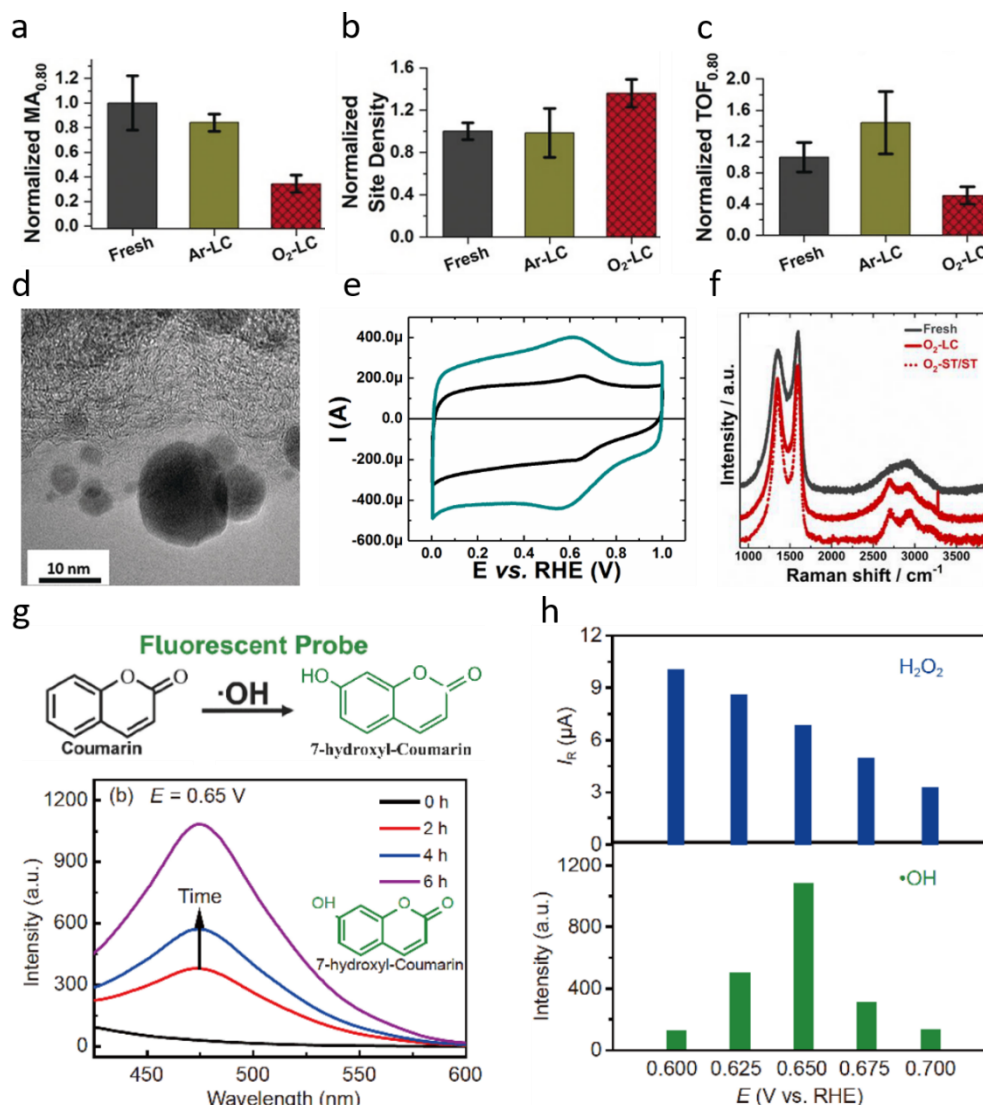 a
b
c
Normalized MA0.80
1.2
1.0
0.8
0.6
0.4
0.2
0.0
Fresh
Ar-LC
O2-LC
Normalized
Site Density
1.6
1.2
0.8
0.4
0.0
Fresh
Ar-LC
O2-LC
Normalized TOF0.80
2.0
1.6
1.2
0.8
0.4
0.0
Fresh
Ar-LC
O2-LC
d
e
f
10 nm
I (A)
400.0µ
200.0µ
0.0
-200.0µ
-400.0µ
-600.0µ
0.0 0.2 0.4 0.6 0.8 1.0
E vs. RHE (V)
Intensity / a.u.
Fresh
O2-LC
O2-ST/ST
1000 1500 2000 2500 3000 3500
Raman shift / cm-1
g
h
Fluorescent Probe
O
O
Coumarin
·OH
HO
O
O
7-hydroxyl-Coumarin
Intensity (a.u.)
1200
900
600
300
0
(b) E = 0.65 V
0 h
2 h
4 h
6 h
Time
OH
O
O
7-hydroxyl-Coumarin
450 500 550 600
Wavelength (nm)
IR (µA)
12
9
6
3
0
H2O2
Intensity (a.u.)
1200
800
400
0
•OH
0.600 0.625 0.650 0.675 0.700
E (V vs. RHE)